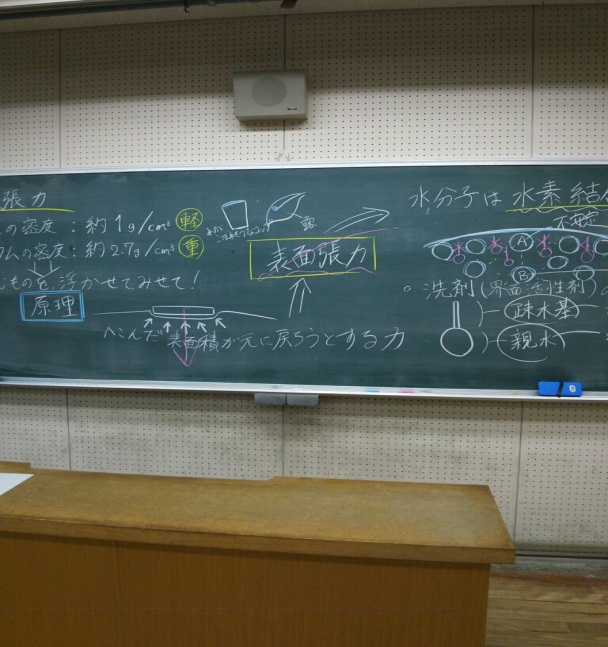 張力
の密度：約1g/cm³ 軽
ムの密度：約2.7g/cm³ 重
ものを浮かせてみせて！
原理
へこんだ表面積が元に戻ろうとする力
露
表面張力
水分子は水素結
不安定
A
B
。洗剤(界面活性剤)の
疎水基
親水